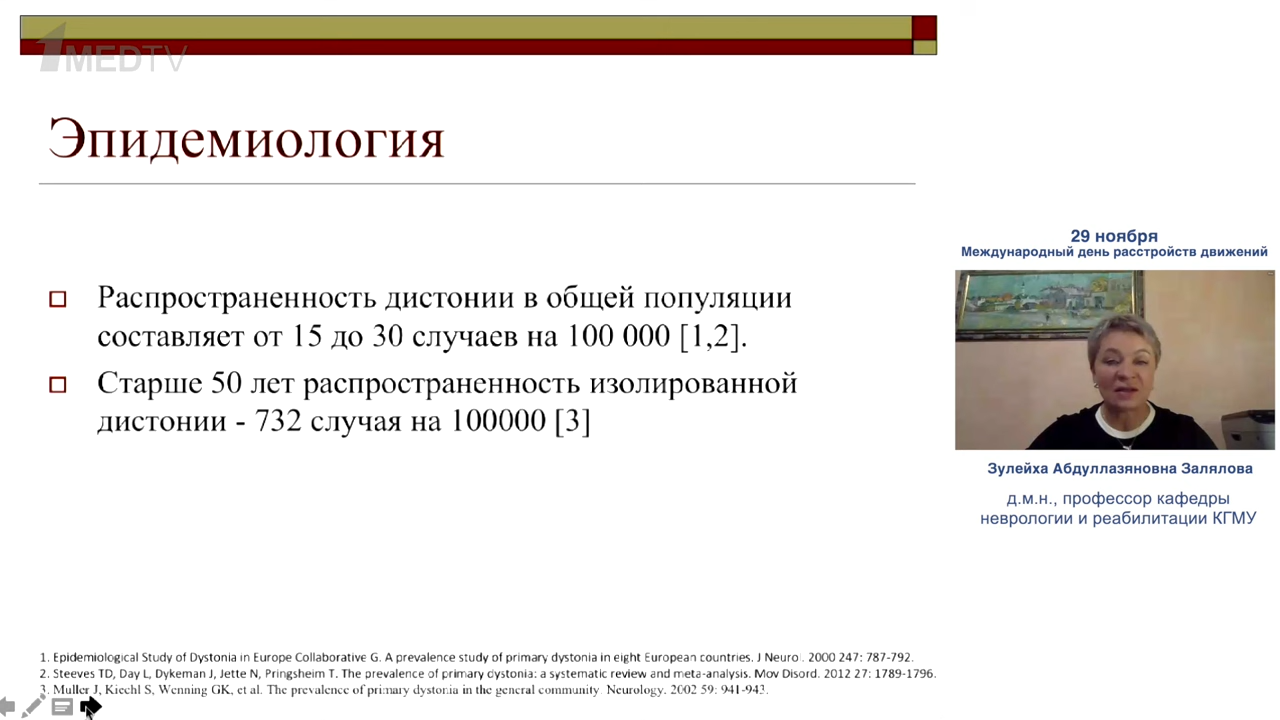 1MEDTV
Эпидемиология
Распространенность дистонии в общей популяции
составляет от 15 до 30 случаев на 100 000 [1,2].
Старше 50 лет распространенность изолированной
дистонии - 732 случая на 100000 [3]
1. Epidemiological Study of Dystonia in Europe Collaborative G. A prevalence study of primary dystonia in eight European countries. J Neurol. 2000 247: 787-792.
2. Steeves TD, Day L, Dykeman J, Jette N, Pringsheim T. The prevalence of primary dystonia: a systematic review and meta-analysis. Mov Disord. 2012 27: 1789-1796.
3. Muller J, Kiechl S, Wenning GK, et al. The prevalence of primary dystonia in the general community. Neurology. 2002 59: 941-943.
29 ноября
Международный день расстройств движений
Зулейха Абдуллазяновна Залялова
д.м.н., профессор кафедры
неврологии и реабилитации КГМУ